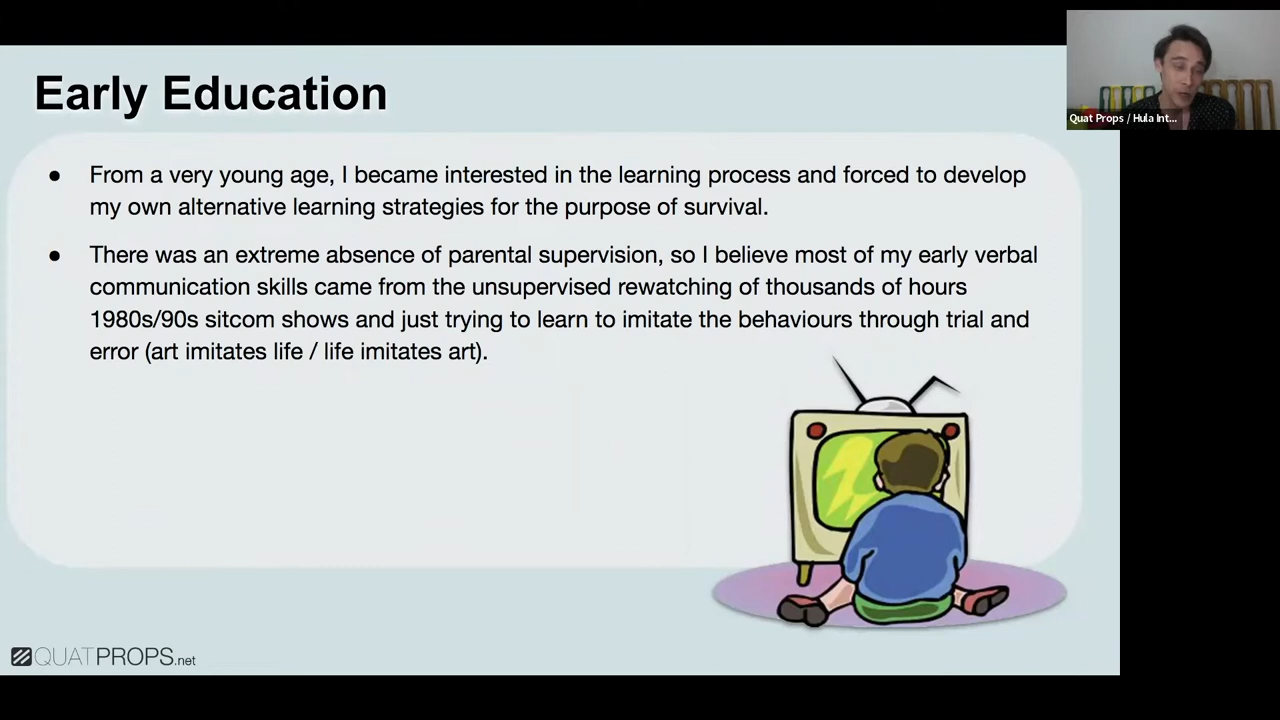 Early Education
● From a very young age, I became interested in the learning process and forced to develop
my own alternative learning strategies for the purpose of survival.
● There was an extreme absence of parental supervision, so I believe most of my early verbal
communication skills came from the unsupervised rewatching of thousands of hours
1980s/90s sitcom shows and just trying to learn to imitate the behaviours through trial and
error (art imitates life / life imitates art).
QUATPROPS.net
Quat Props / Hula Int...